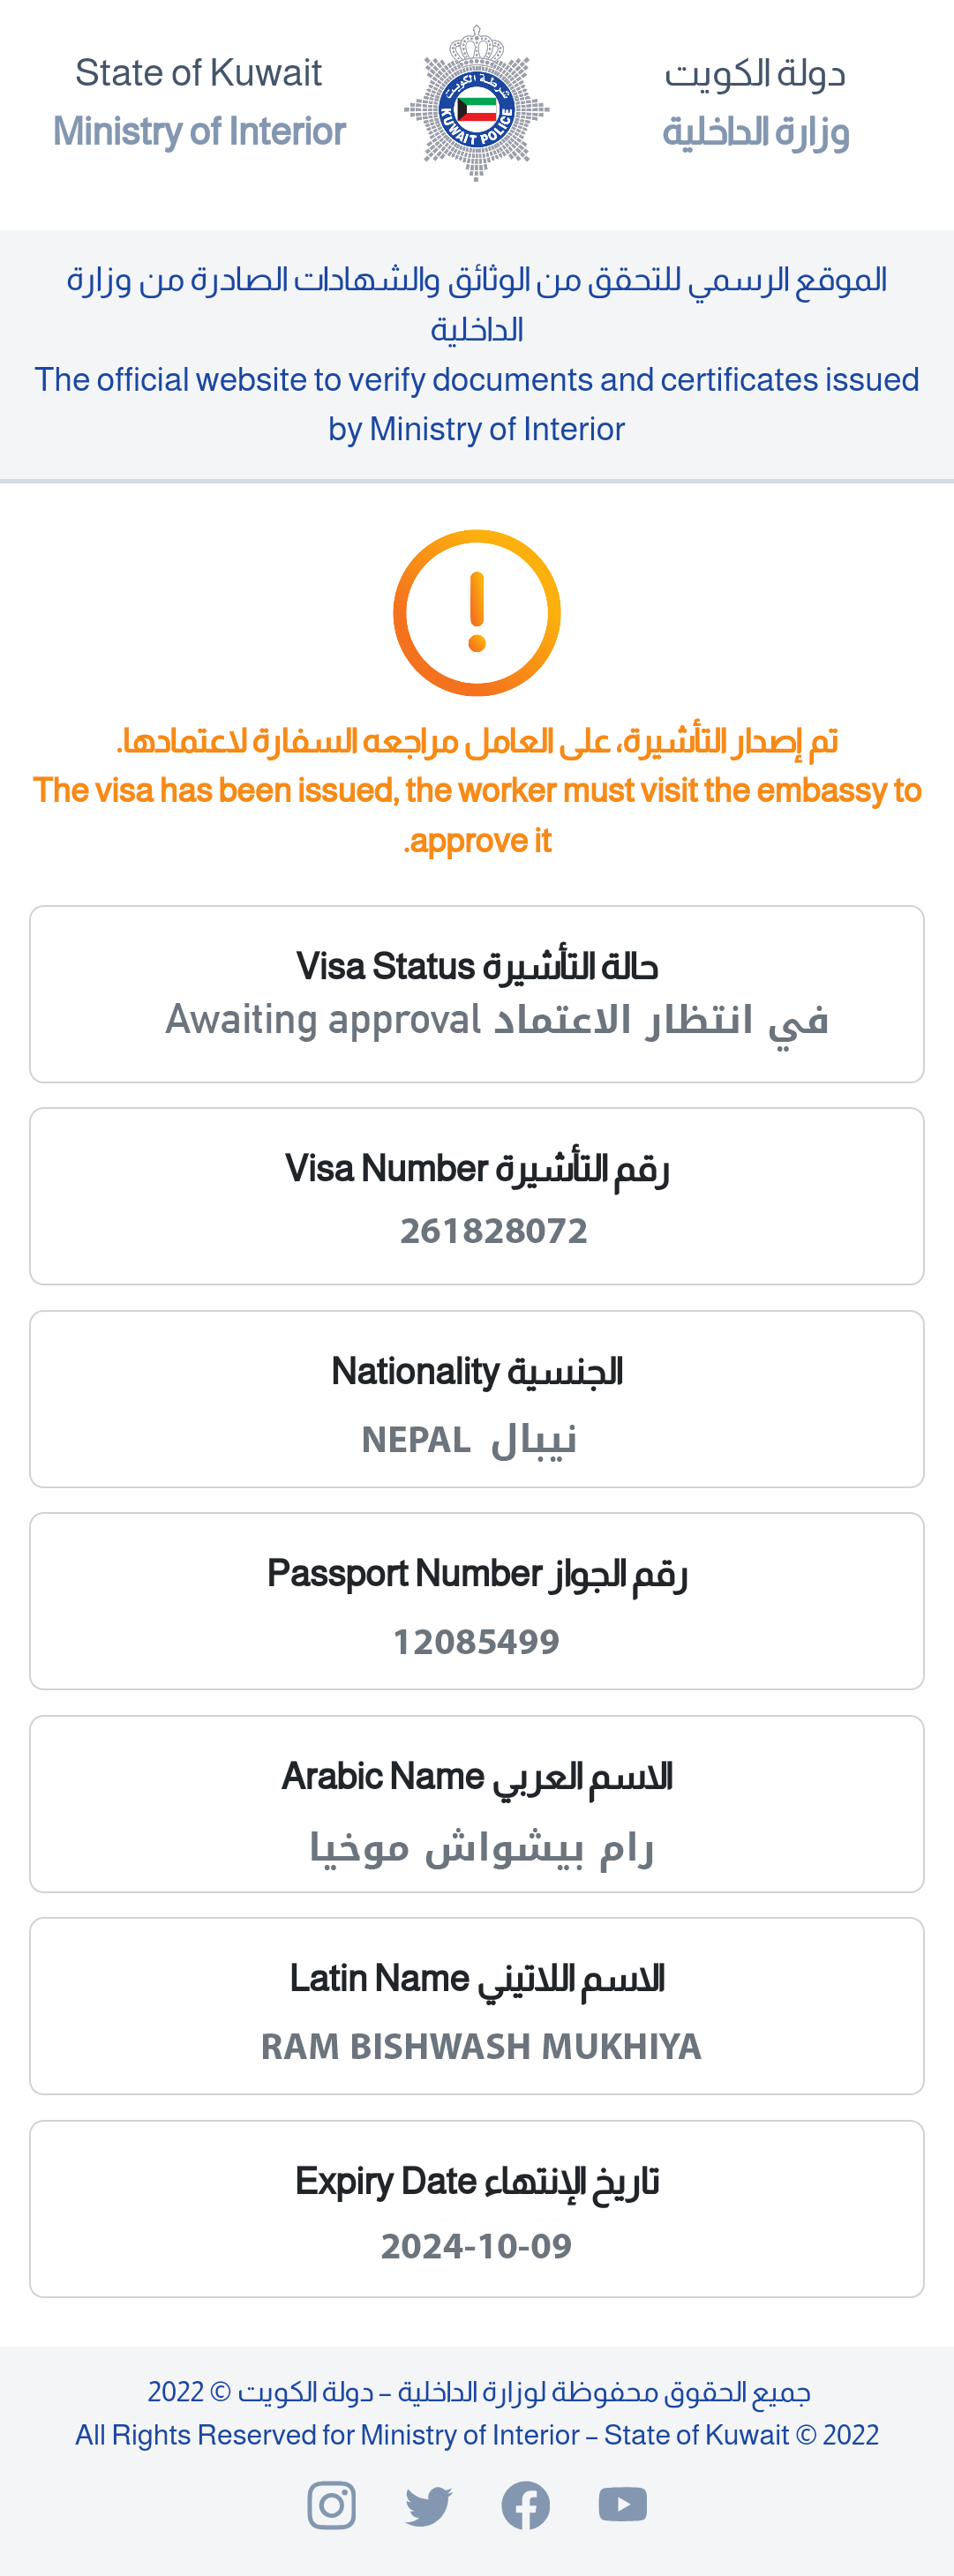 State of Kuwait
Ministry of Interior
شرطة الكويت
KUWAIT POLICE
دولة الكويت
وزارة الداخلية
الموقع الرسمي للتحقق من الوثائق والشهادات الصادرة من وزارة
الداخلية
The official website to verify documents and certificates issued
by Ministry of Interior
تم إصدار التأشيرة، على العامل مراجعه السفارة لاعتمادها.
The visa has been issued, the worker must visit the embassy to
.approve it
Visa Status حالة التأشيرة
Awaiting approval في انتظار الاعتماد
Visa Number رقم التأشيرة
261828072
Nationality الجنسية
NEPAL نيبال
Passport Number رقم الجواز
12085499
Arabic Name الاسم العربي
رام بيشواش موخيا
Latin Name الاسم اللاتيني
RAM BISHWASH MUKHIYA
Expiry Date تاريخ الإنتهاء
2024-10-09
جميع الحقوق محفوظة لوزارة الداخلية – دولة الكويت © 2022
All Rights Reserved for Ministry of Interior – State of Kuwait © 2022